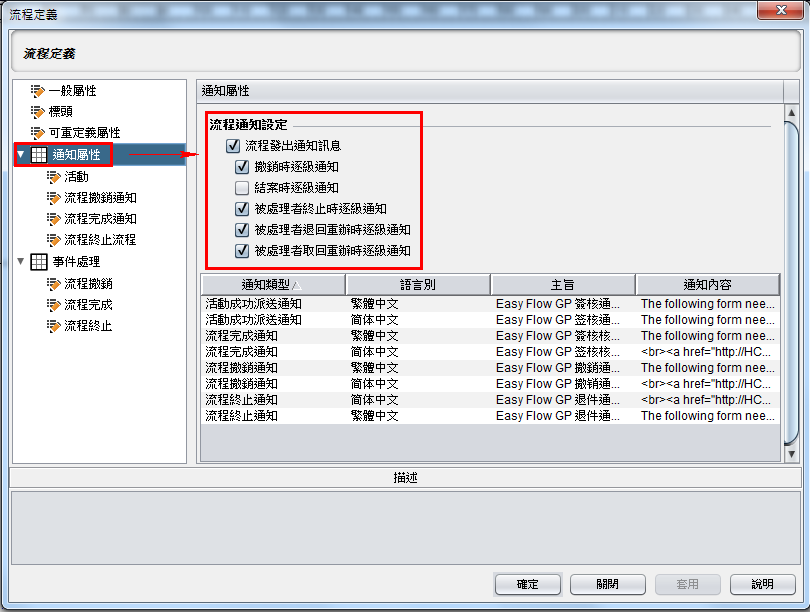 流程定義
流程定義
一般屬性
標頭
可重定義屬性
通知屬性
活動
流程撤銷通知
流程完成通知
流程終止流程
事件處理
流程撤銷
流程完成
流程終止
通知屬性
流程通知設定
流程發出通知訊息
撤銷時逐級通知
結案時逐級通知
被處理者終止時逐級通知
被處理者退回重辦時逐級通知
被處理者取回重辦時逐級通知
通知類型 語言別 主旨 通知內容
活動成功派送通知 繁體中文 Easy Flow GP 簽核通... The following form nee...
活動成功派送通知 简体中文 Easy Flow GP 签核通... The following form nee...
流程完成通知 繁體中文 Easy Flow GP 簽核核... The following form nee...
流程完成通知 简体中文 Easy Flow GP 签核核... <br><a href="http://HC...
流程撤銷通知 繁體中文 Easy Flow GP 撤銷通... The following form nee...
流程撤銷通知 简体中文 Easy Flow GP 撤销通... <br><a href="http://HC...
流程終止通知 简体中文 Easy Flow GP 退件通... <br><a href="http://HC...
流程終止通知 繁體中文 Easy Flow GP 退件通... The following form nee...
描述
確定 關閉 套用 說明